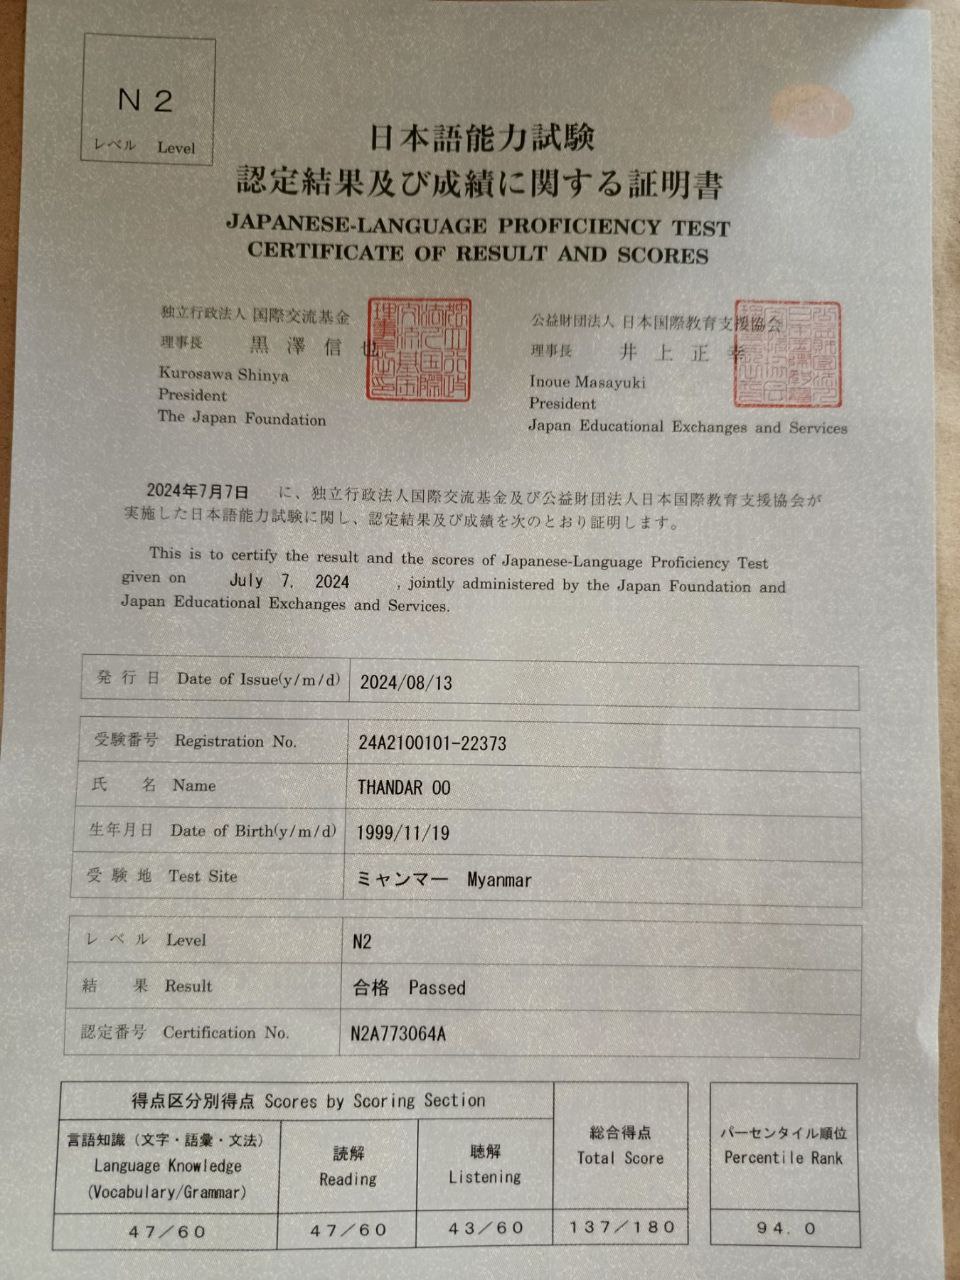 N2
レベル Level
日本語能力試験
認定結果及び成績に関する証明書
JAPANESE-LANGUAGE PROFICIENCY TEST
CERTIFICATE OF RESULT AND SCORES
独立行政法人 国際交流基金
理事長 黒澤信也
Kurosawa Shinya
President
The Japan Foundation
公益財団法人 日本国際教育支援協会
理事長 井上正幸
Inoue Masayuki
President
Japan Educational Exchanges and Services
2024年7月7日 に、独立行政法人国際交流基金及び公益財団法人日本国際教育支援協会が
実施した日本語能力試験に関し、認定結果及び成績を次のとおり証明します。
This is to certify the result and the scores of Japanese-Language Proficiency Test
given on July 7, 2024 , jointly administered by the Japan Foundation and
Japan Educational Exchanges and Services.
発行日 Date of Issue(y/m/d) 2024/08/13
受験番号 Registration No. 24A2100101-22373
氏名 Name THANDAR OO
生年月日 Date of Birth(y/m/d) 1999/11/19
受験地 Test Site ミャンマー Myanmar
レベル Level N2
結果 Result 合格 Passed
認定番号 Certification No. N2A773064A
得点区分別得点 Scores by Scoring Section
言語知識（文字・語彙・文法）
Language Knowledge
(Vocabulary/Grammar)
読解
Reading
聴解
Listening
総合得点
Total Score
パーセンタイル順位
Percentile Rank
47／60 47／60 43／60 137／180 94.0